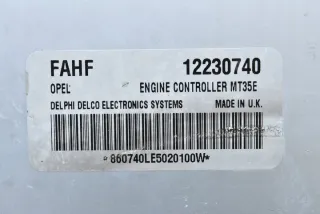 FAHF 12230740
OPEL ENGINE CONTROLLER MT35E
DELPHI DELCO ELECTRONICS SYSTEMS MADE IN U.K.
*860740LE5020100W*